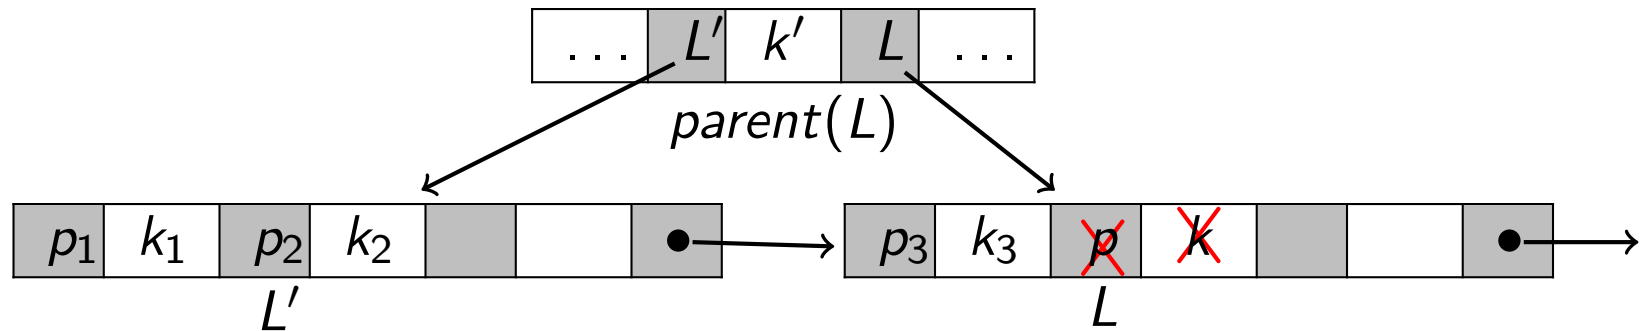 ... L′ k′ L ...
parent(L)
p₁ k₁ p₂ k₂ p₃ k₃ p k
L′ L